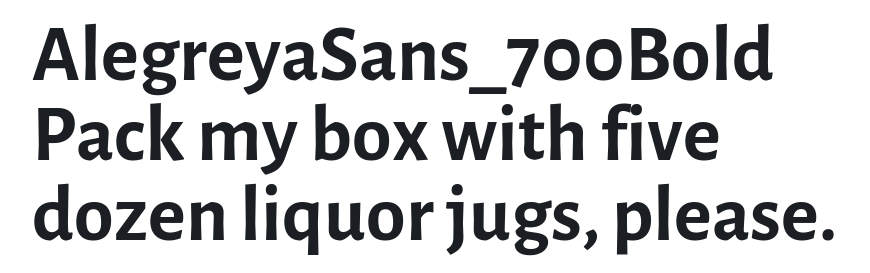 AlegreyaSans_700Bold
Pack my box with five
dozen liquor jugs, please.